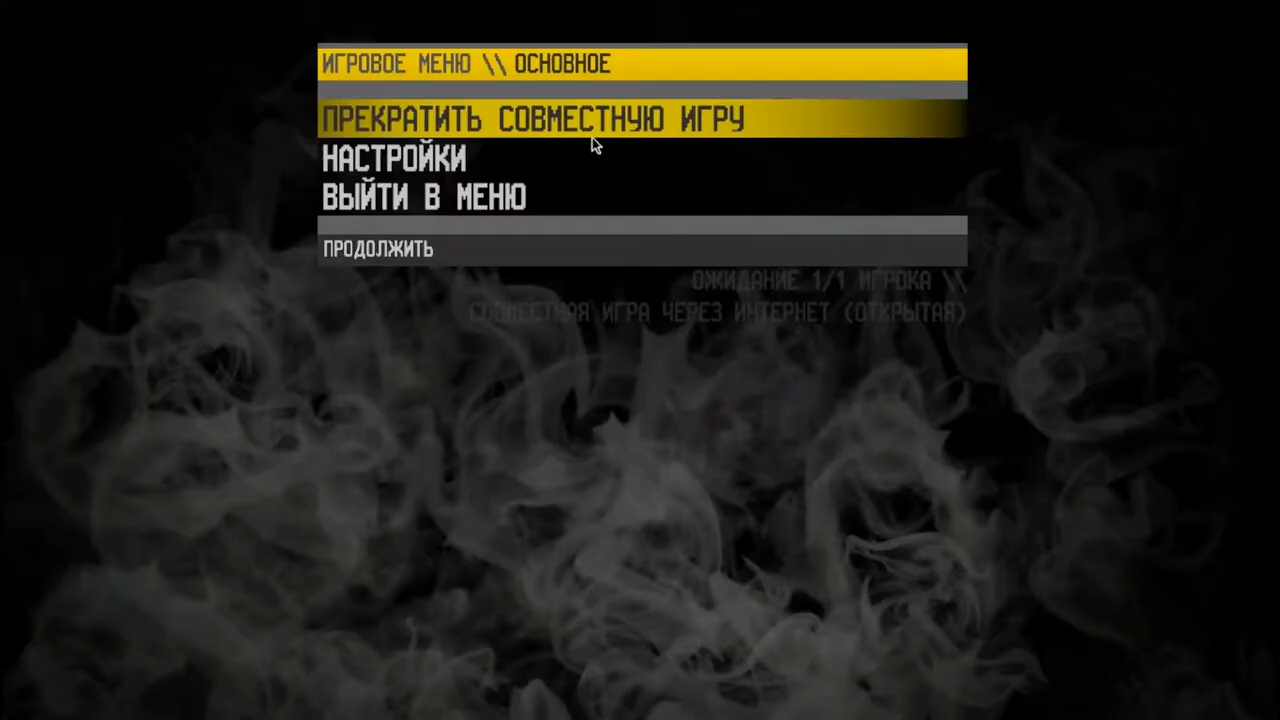 ИГРОВОЕ МЕНЮ \\ ОСНОВНОЕ
ПРЕКРАТИТЬ СОВМЕСТНУЮ ИГРУ
НАСТРОЙКИ
ВЫЙТИ В МЕНЮ
ПРОДОЛЖИТЬ
ОЖИДАНИЕ 1/1 ИГРОКА \\
СОВМЕСТНАЯ ИГРА ЧЕРЕЗ ИНТЕРНЕТ (ОТКРЫТАЯ)